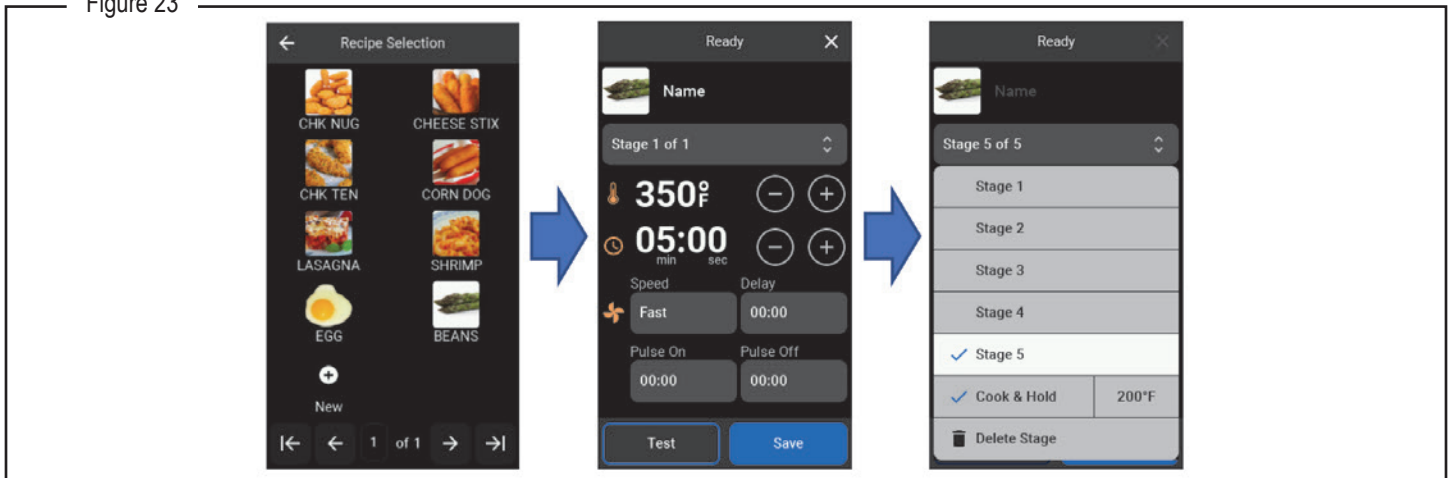 Figure 23
Recipe Selection
CHK NUG CHEESE STIX
CHK TEN CORN DOG
LASAGNA SHRIMP
EGG BEANS
New
1 of 1
Ready
Name
Stage 1 of 1
350°F
05:00
min sec
Speed Delay
Fast 00:00
Pulse On Pulse Off
00:00 00:00
Test Save
Ready
Name
Stage 5 of 5
Stage 1
Stage 2
Stage 3
Stage 4
Stage 5
Cook & Hold 200°F
Delete Stage